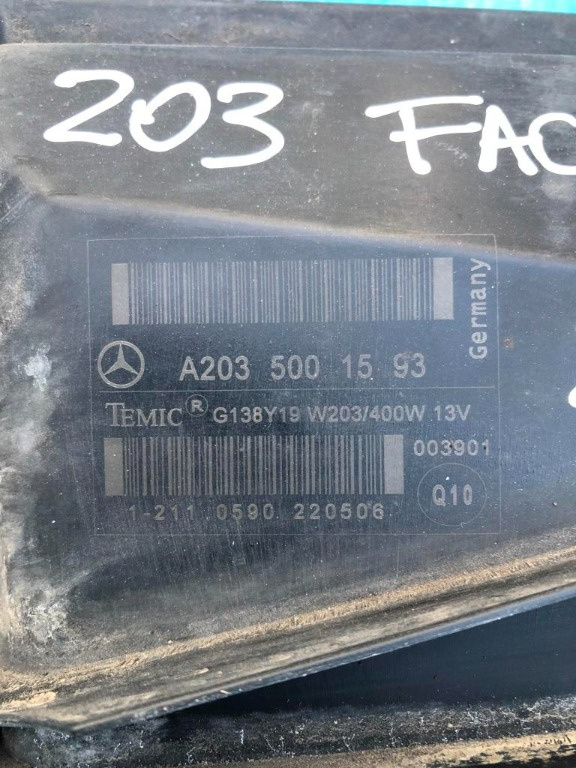 203 FAC
Germany
A203 500 15 93
TEMIC® G138Y19 W203/400W 13V
003901
1-211 0590 220506
Q10